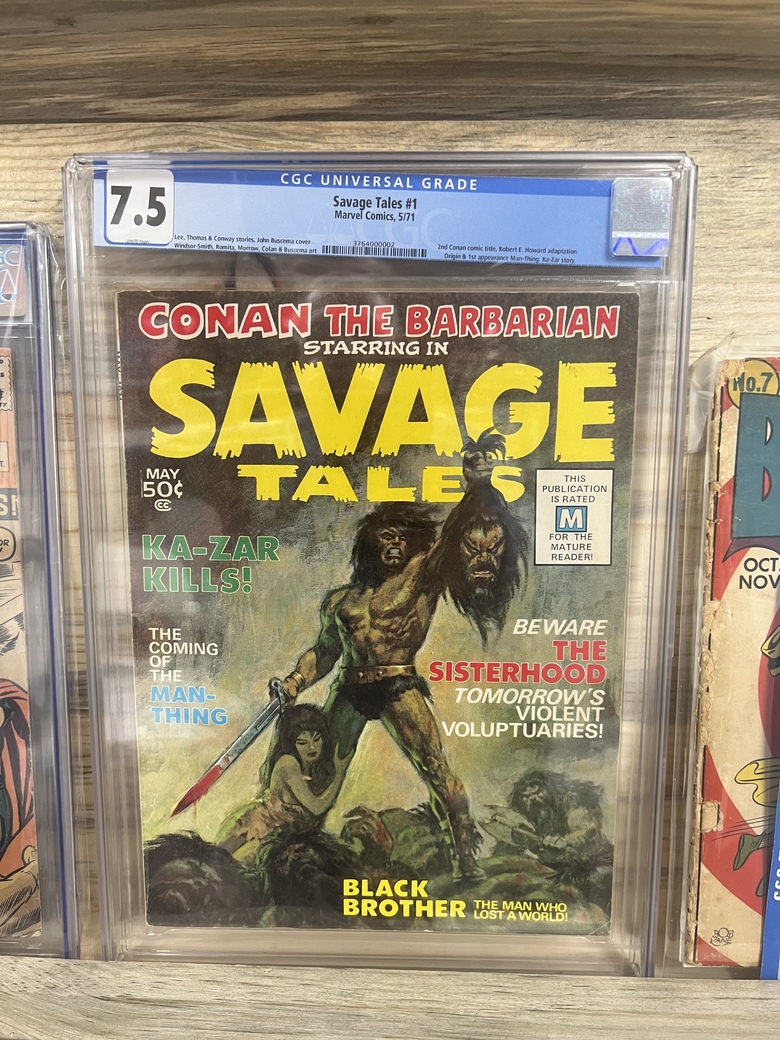 CGC UNIVERSAL GRADE
7.5
WHITE Pages
Savage Tales #1
Marvel Comics, 5/71
Lee, Thomas & Conway stories, John Buscema cover
Windsor-Smith, Romita, Morrow, Colan & Buscema art
3764000002
2nd Conan comic title, Robert E. Howard adaptation
Origin & 1st appearance Man-Thing. Ka-Zar story.
CONAN THE BARBARIAN
STARRING IN
SAVAGE
TALES
MAY
50¢
CC
THIS
PUBLICATION
IS RATED
M
FOR THE
MATURE
READER!
KA-ZAR
KILLS!
THE
COMING
OF
THE
MAN-
THING
BEWARE
THE
SISTERHOOD
TOMORROW'S
VIOLENT
VOLUPTUARIES!
BLACK
BROTHER
THE MAN WHO
LOST A WORLD!
No.7
OCT.
NOV
BOB
KANE